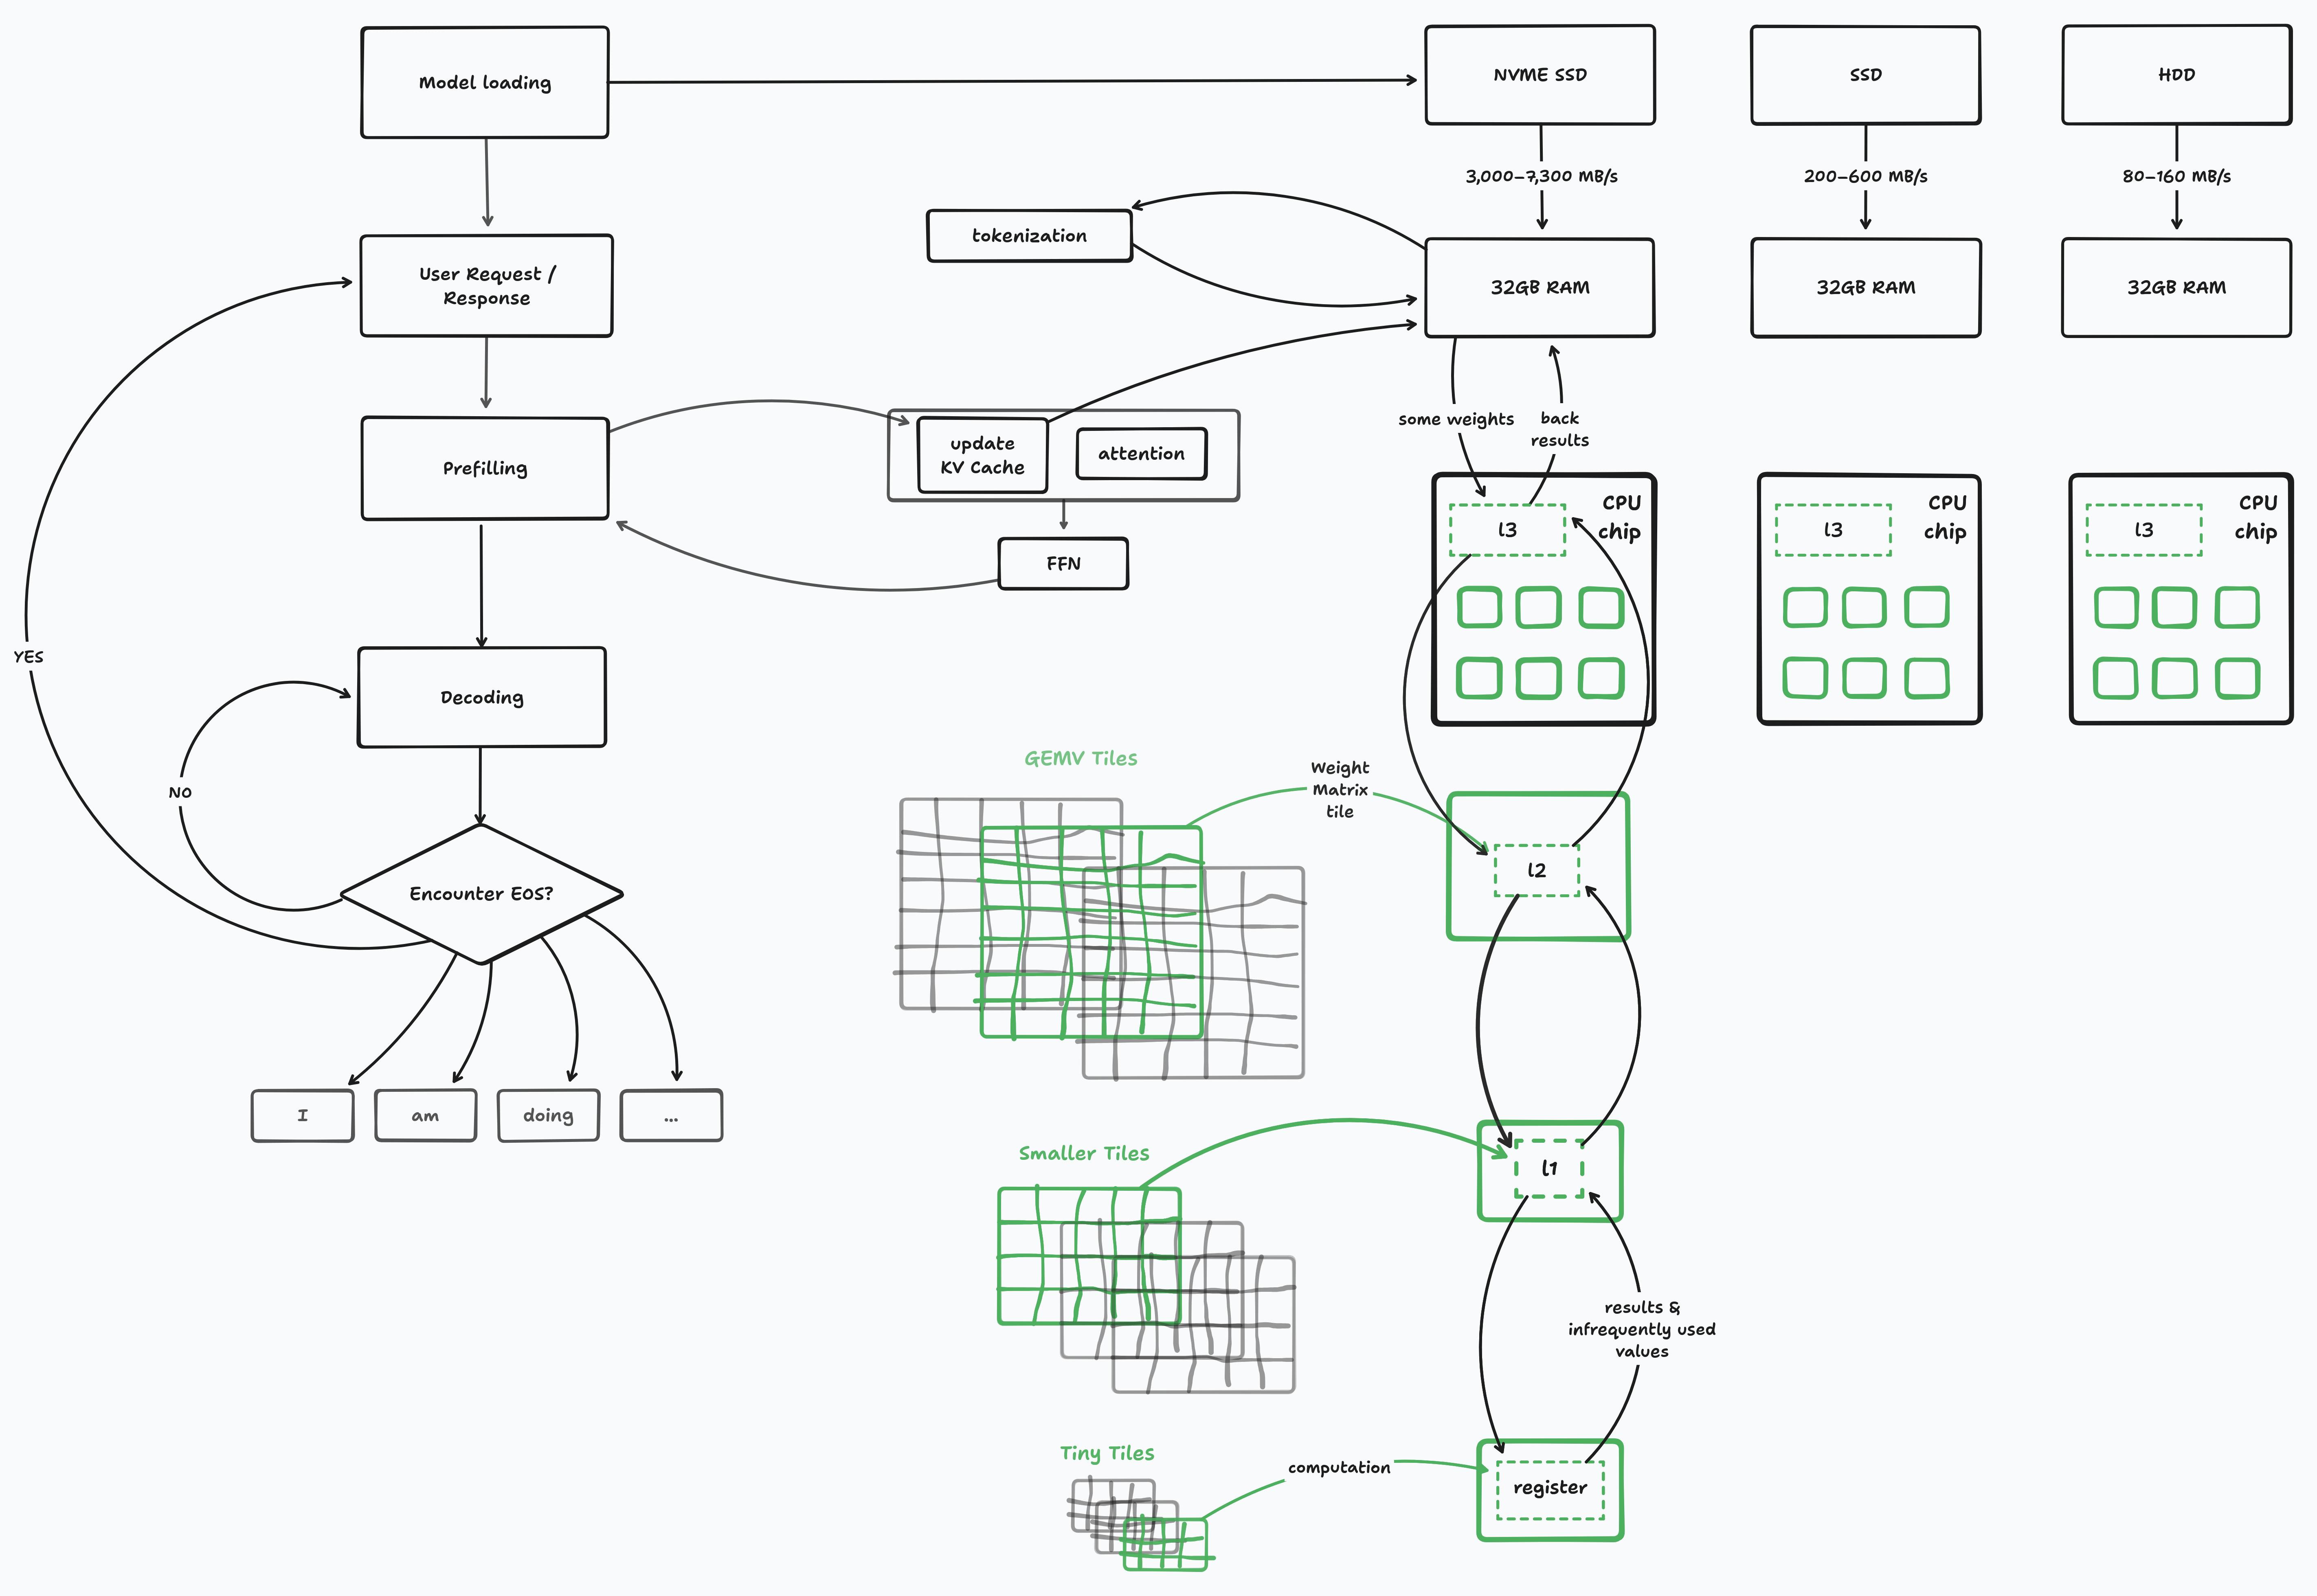 Model loading
NVME SSD
SSD
HDD
3,000–7,300 MB/s
200–600 MB/s
80–160 MB/s
tokenization
User Request /
Response
32GB RAM
32GB RAM
32GB RAM
some weights
back
results
Prefilling
update
KV Cache
attention
FFN
CPU
chip
l3
CPU
chip
l3
CPU
chip
l3
YES
Decoding
NO
GEMV Tiles
Weight
Matrix
tile
Encounter EOS?
l2
I
am
doing
...
Smaller Tiles
l1
results &
infrequently used
values
Tiny Tiles
computation
register